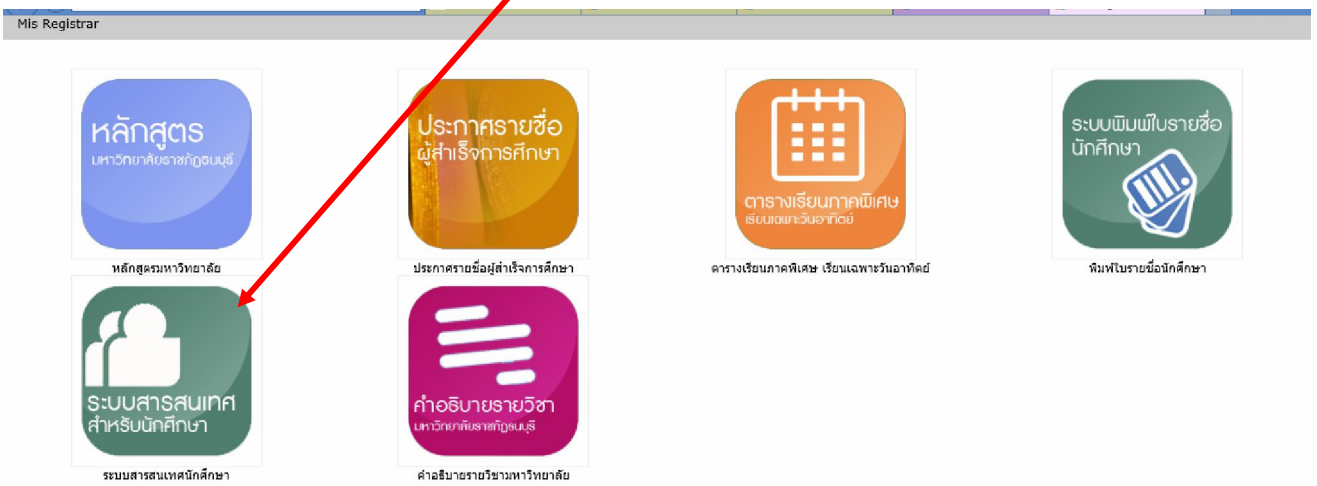 Mis Registrar
หลักสูตร
มหาวิทยาลัยราชภัฏธนบุรี
ประกาศรายชื่อ
ผู้สำเร็จการศึกษา
ตารางเรียนภาคพิเศษ
เรียนเฉพาะวันอาทิตย์
ระบบพิมพ์ใบรายชื่อ
นักศึกษา
หลักสูตรมหาวิทยาลัย
ประกาศรายชื่อผู้สำเร็จการศึกษา
ตารางเรียนภาคพิเศษ เรียนเฉพาะวันอาทิตย์
พิมพ์ใบรายชื่อนักศึกษา
ระบบสารสนเทศ
สำหรับนักศึกษา
คำอธิบายรายวิชา
มหาวิทยาลัยราชภัฏธนบุรี
ระบบสารสนเทศนักศึกษา
คำอธิบายรายวิชามหาวิทยาลัย